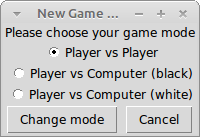 New Game ...
Please choose your game mode
Player vs Player
Player vs Computer (black)
Player vs Computer (white)
Change mode Cancel